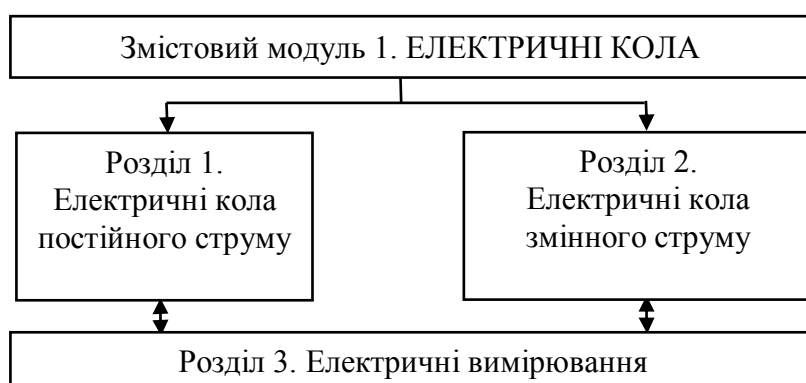 Змістовий модуль 1. ЕЛЕКТРИЧНІ КОЛА
Розділ 1.
Електричні кола
постійного струму
Розділ 2.
Електричні кола
змінного струму
Розділ 3. Електричні вимірювання